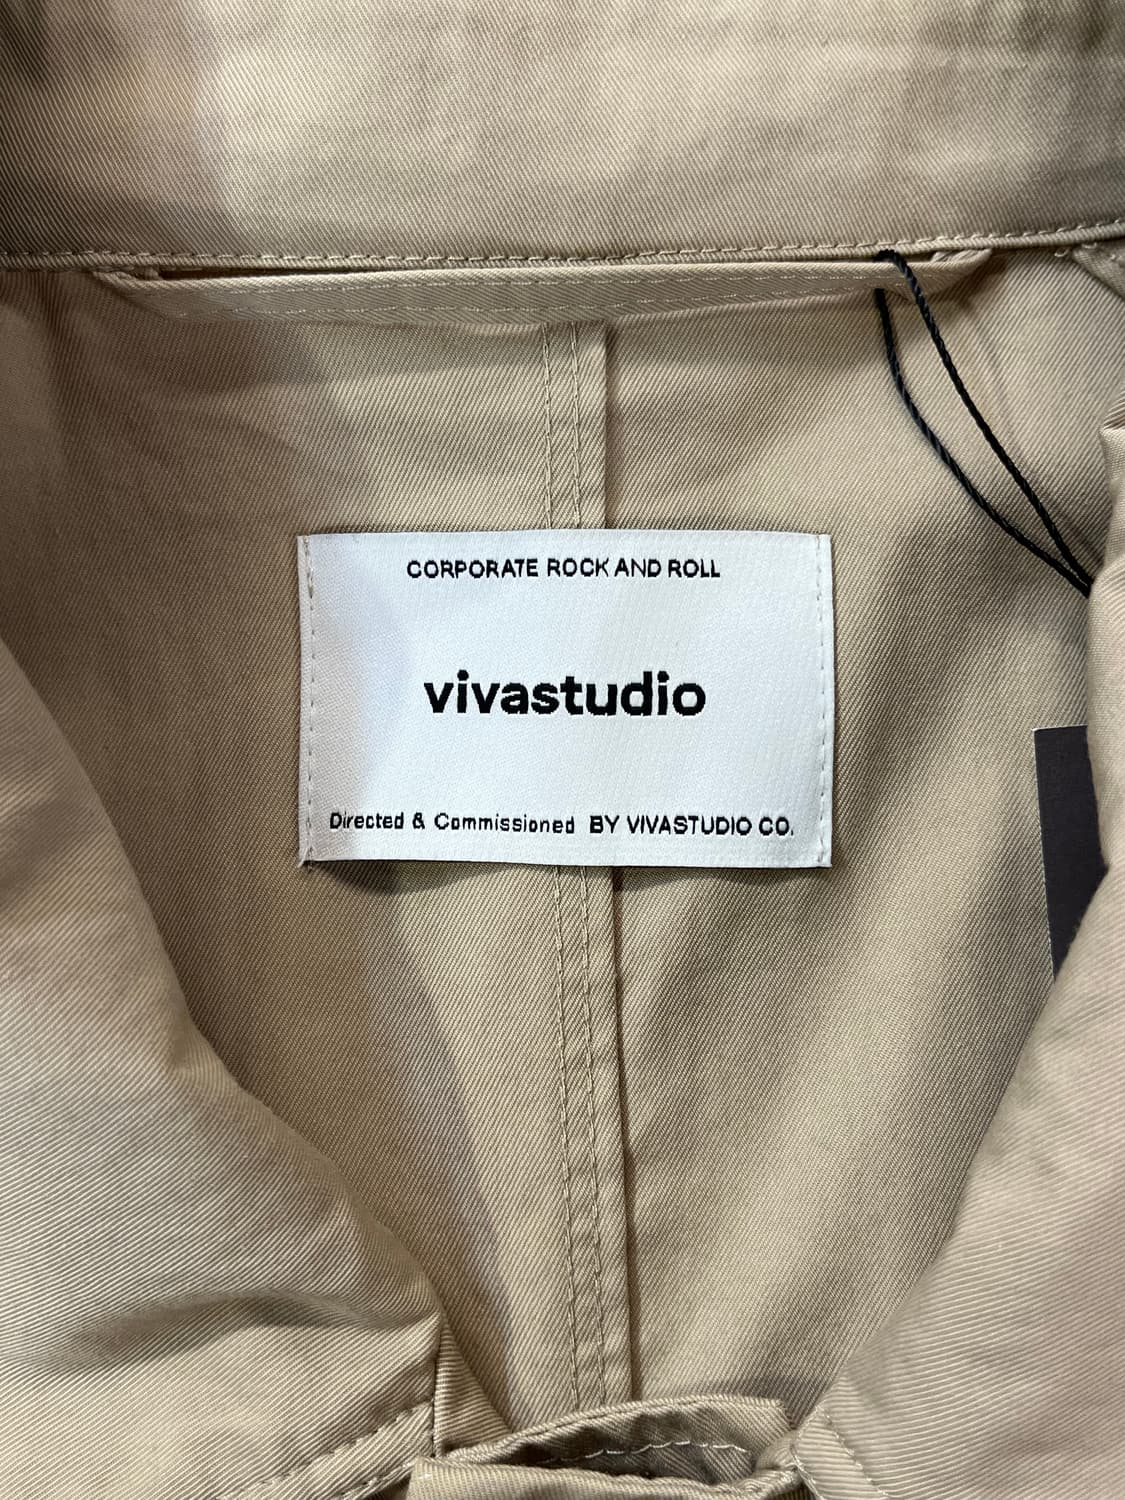 CORPORATE ROCK AND ROLL
vivastudio
Directed & Commissioned BY VIVASTUDIO CO.